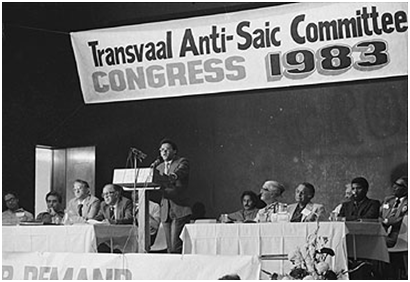 Transvaal Anti-Saic Committee
CONGRESS 1983
DEMAND